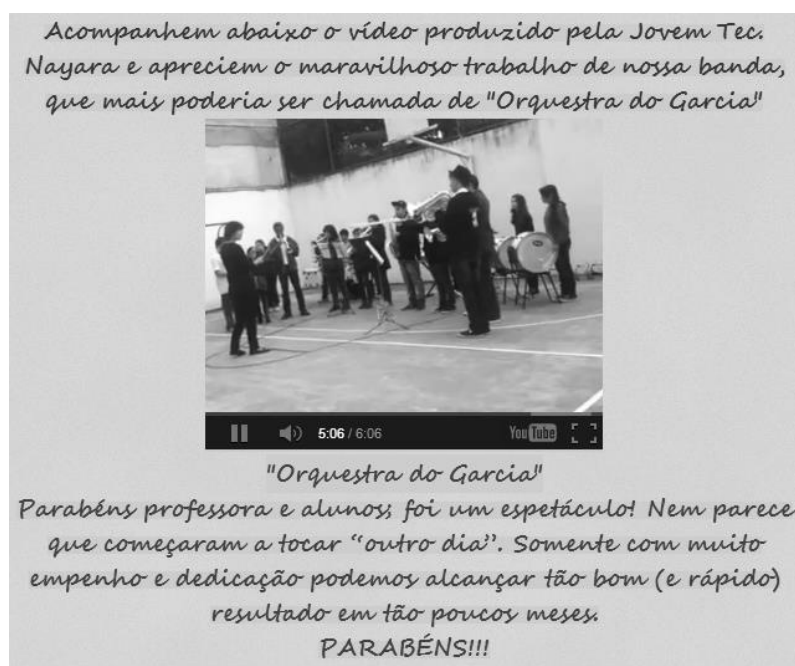 Acompanhem abaixo o vídeo produzido pela Jovem Tec.
Nayara e apreciem o maravilhoso trabalho de nossa banda,
que mais poderia ser chamada de "Orquestra do Garcia"
5:06 / 6:06
YouTube
"Orquestra do Garcia"
Parabéns professora e alunos; foi um espetáculo! Nem parece
que começaram a tocar “outro dia”. Somente com muito
empenho e dedicação podemos alcançar tão bom (e rápido)
resultado em tão poucos meses.
PARABÉNS!!!